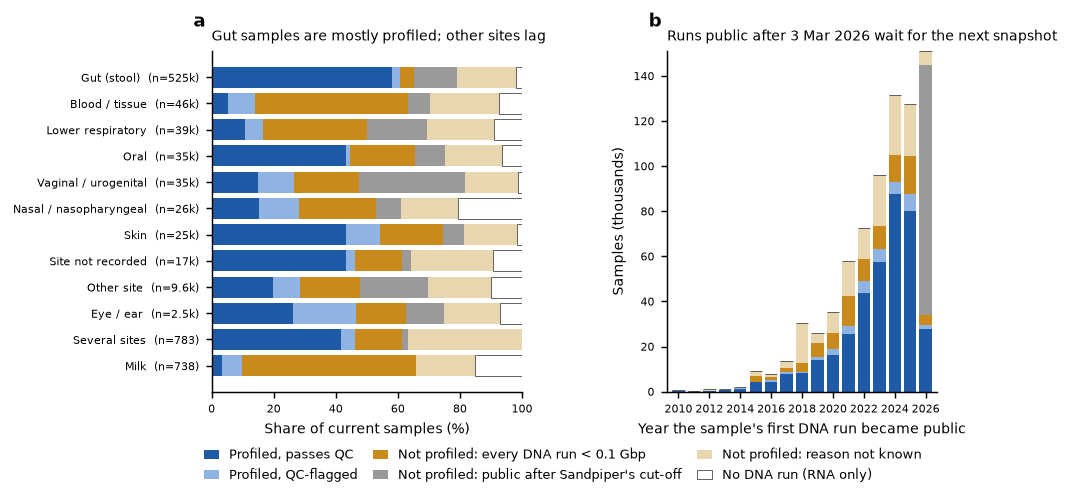 a
Gut samples are mostly profiled; other sites lag
Gut (stool) (n=525k)
Blood / tissue (n=46k)
Lower respiratory (n=39k)
Oral (n=35k)
Vaginal / urogenital (n=35k)
Nasal / nasopharyngeal (n=26k)
Skin (n=25k)
Site not recorded (n=17k)
Other site (n=9.6k)
Eye / ear (n=2.5k)
Several sites (n=783)
Milk (n=738)
0 20 40 60 80 100
Share of current samples (%)
b
Runs public after 3 Mar 2026 wait for the next snapshot
Samples (thousands)
140
120
100
80
60
40
20
0
2010 2012 2014 2016 2018 2020 2022 2024 2026
Year the sample's first DNA run became public
Profiled, passes QC
Profiled, QC-flagged
Not profiled: every DNA run < 0.1 Gbp
Not profiled: public after Sandpiper's cut-off
Not profiled: reason not known
No DNA run (RNA only)